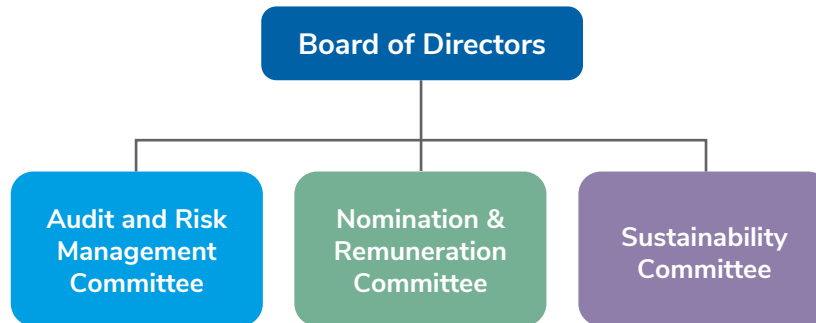 Board of Directors
Audit and Risk
Management
Committee
Nomination &
Remuneration
Committee
Sustainability
Committee